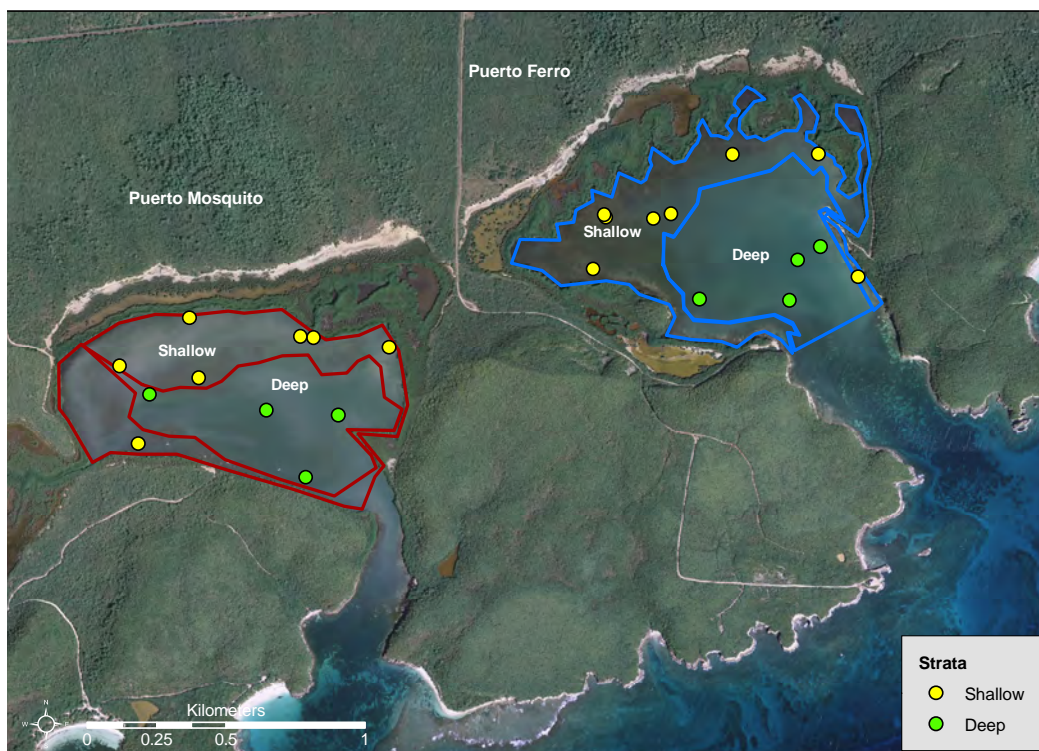 Puerto Ferro
Puerto Mosquito
Shallow
Deep
Shallow
Deep
Strata
Shallow
Deep
N
W
E
S
Kilometers
0 0.25 0.5 1